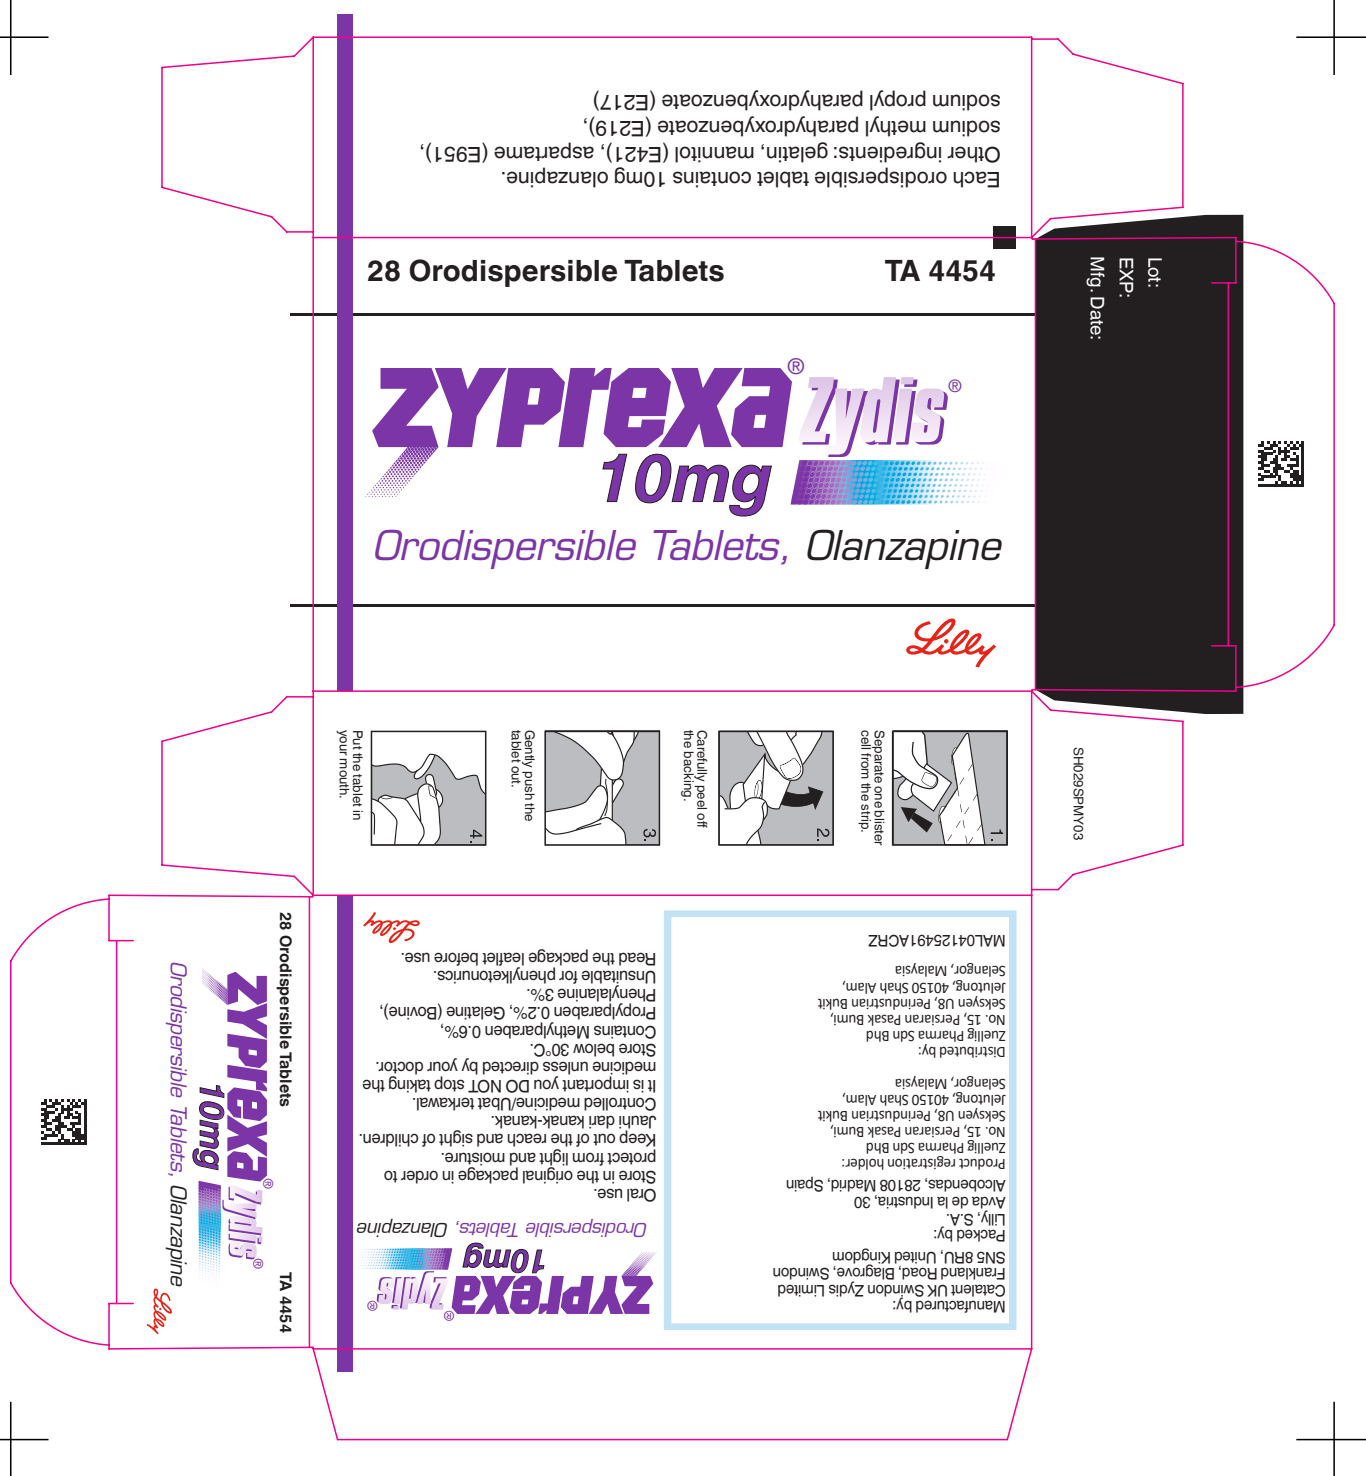 Each orodispersible tablet contains 10mg olanzapine.
Other ingredients: gelatin, mannitol (E421), aspartame (E951),
sodium methyl parahydroxybenzoate (E219),
sodium propyl parahydroxybenzoate (E217)
28 Orodispersible Tablets TA 4454
ZYPrexa® Zydis®
10mg
Orodispersible Tablets, Olanzapine
Lilly
Lot:
EXP:
Mfg. Date:
1.
Separate one blister
cell from the strip.
2.
Carefully peel off
the backing.
3.
Gently push the
tablet out.
4.
Put the tablet in
your mouth.
SH029SPMY03
28 Orodispersible Tablets TA 4454
ZYPrexa® Zydis®
10mg
Orodispersible Tablets, Olanzapine
Lilly
ZYPrexa® Zydis®
10mg
Orodispersible Tablets, Olanzapine
Oral use.
Store in the original package in order to
protect from light and moisture.
Keep out of the reach and sight of children.
Jauhi dari kanak-kanak.
Controlled medicine/Ubat terkawal.
It is important you DO NOT stop taking the
medicine unless directed by your doctor.
Store below 30°C.
Contains Methylparaben 0.6%,
Propylparaben 0.2%, Gelatine (Bovine),
Phenylalanine 3%.
Unsuitable for phenylketonurics.
Read the package leaflet before use.
Lilly
Manufactured by:
Catalent UK Swindon Zydis Limited
Frankland Road, Blagrove, Swindon
SN5 8RU, United Kingdom
Packed by:
Lilly, S.A.
Avda de la Industria, 30
Alcobendas, 28108 Madrid, Spain
Product registration holder:
Zuellig Pharma Sdn Bhd
No. 15, Persiaran Pasak Bumi,
Seksyen U8, Perindustrian Bukit
Jelutong, 40150 Shah Alam,
Selangor, Malaysia
Distributed by:
Zuellig Pharma Sdn Bhd
No. 15, Persiaran Pasak Bumi,
Seksyen U8, Perindustrian Bukit
Jelutong, 40150 Shah Alam,
Selangor, Malaysia
MAL04125491ACRZ